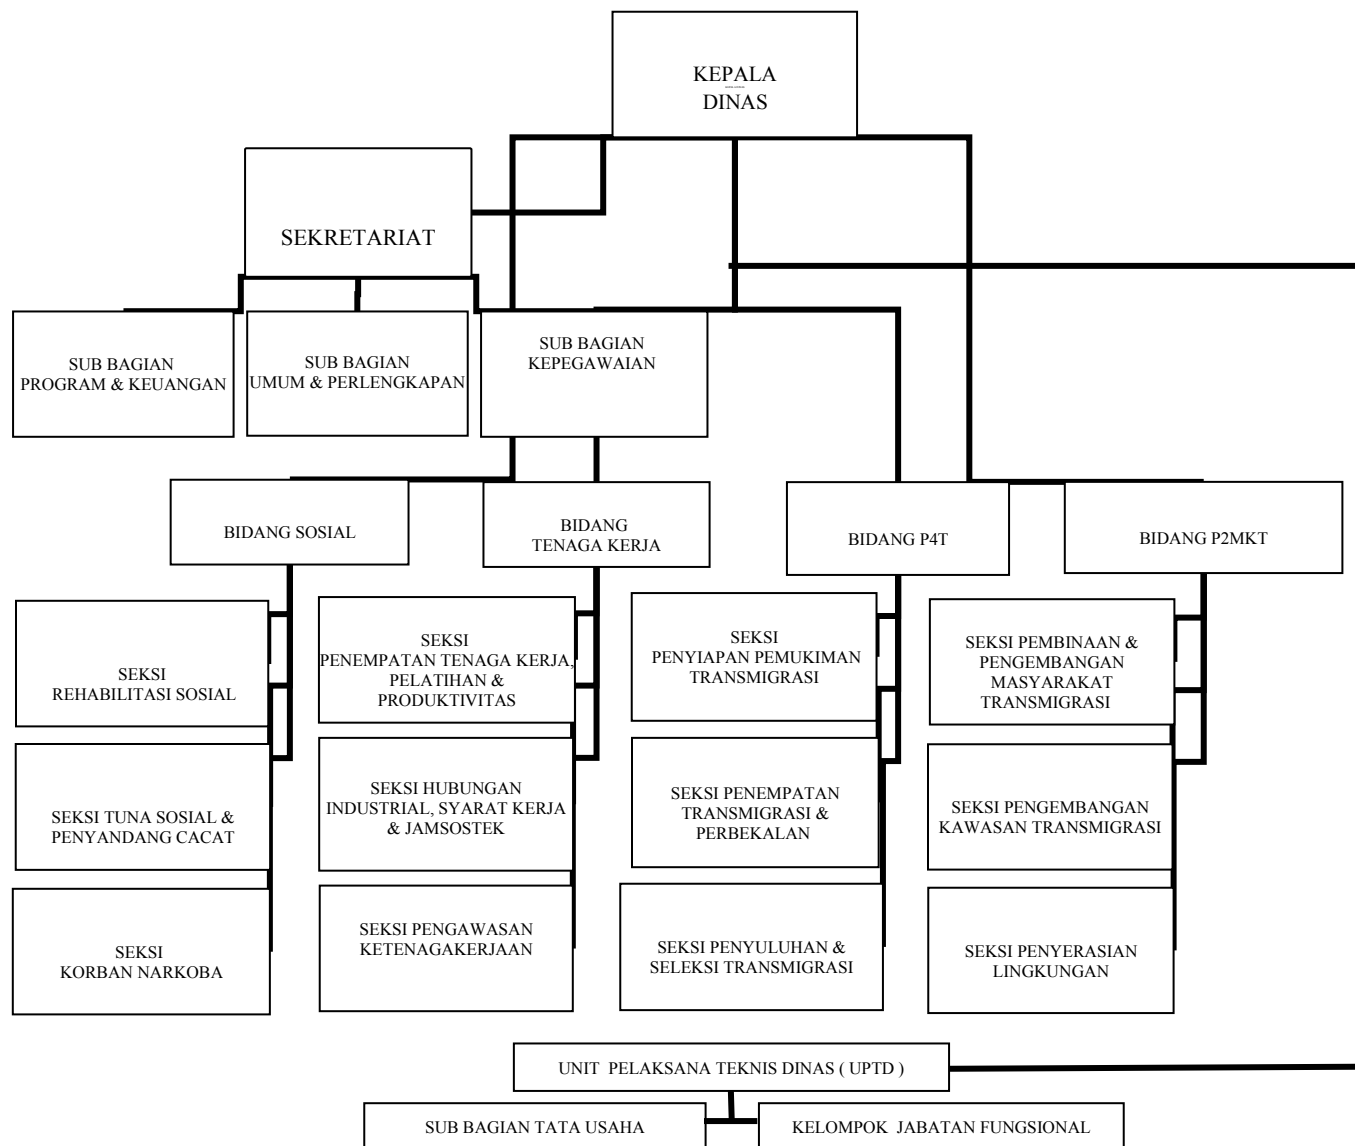 KEPALA
DINAS
SEKRETARIAT
SUB BAGIAN
PROGRAM & KEUANGAN
SUB BAGIAN
UMUM & PERLENGKAPAN
SUB BAGIAN
KEPEGAWAIAN
BIDANG SOSIAL
BIDANG
TENAGA KERJA
BIDANG P4T
BIDANG P2MKT
SEKSI
REHABILITASI SOSIAL
SEKSI
PENEMPATAN TENAGA KERJA,
PELATIHAN &
PRODUKTIVITAS
SEKSI
PENYIAPAN PEMUKIMAN
TRANSMIGRASI
SEKSI PEMBINAAN &
PENGEMBANGAN
MASYARAKAT
TRANSMIGRASI
SEKSI TUNA SOSIAL &
PENYANDANG CACAT
SEKSI HUBUNGAN
INDUSTRIAL, SYARAT KERJA
& JAMSOSTEK
SEKSI PENEMPATAN
TRANSMIGRASI &
PERBEKALAN
SEKSI PENGEMBANGAN
KAWASAN TRANSMIGRASI
SEKSI
KORBAN NARKOBA
SEKSI PENGAWASAN
KETENAGAKERJAAN
SEKSI PENYULUHAN &
SELEKSI TRANSMIGRASI
SEKSI PENYERASIAN
LINGKUNGAN
UNIT PELAKSANA TEKNIS DINAS ( UPTD )
SUB BAGIAN TATA USAHA
KELOMPOK JABATAN FUNGSIONAL